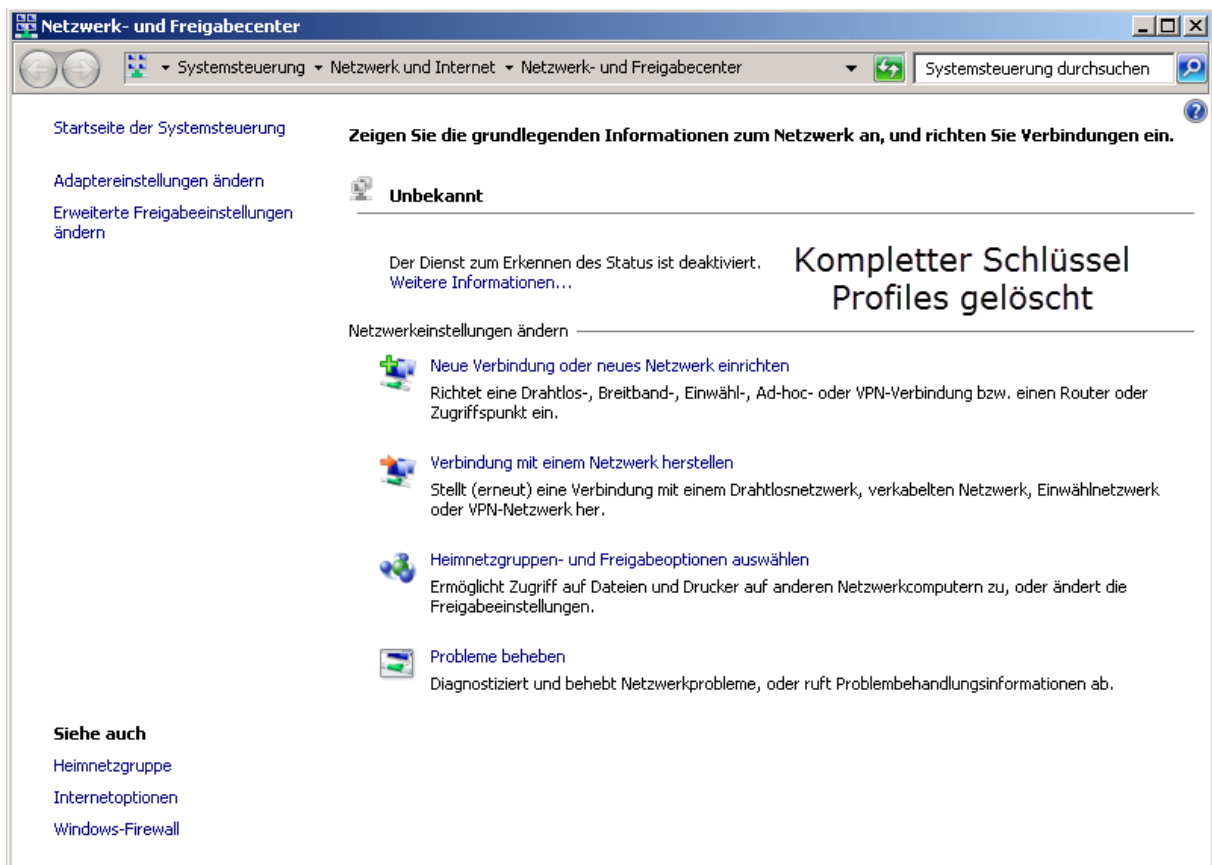 Netzwerk- und Freigabecenter
Systemsteuerung Netzwerk und Internet Netzwerk- und Freigabecenter
Systemsteuerung durchsuchen
Startseite der Systemsteuerung
Adaptereinstellungen ändern
Erweiterte Freigabeeinstellungen
ändern
Zeigen Sie die grundlegenden Informationen zum Netzwerk an, und richten Sie Verbindungen ein.
Unbekannt
Der Dienst zum Erkennen des Status ist deaktiviert.
Weitere Informationen...
Kompletter Schlüssel
Profiles gelöscht
Netzwerkeinstellungen ändern
Neue Verbindung oder neues Netzwerk einrichten
Richtet eine Drahtlos-, Breitband-, Einwähl-, Ad-hoc- oder VPN-Verbindung bzw. einen Router oder
Zugriffspunkt ein.
Verbindung mit einem Netzwerk herstellen
Stellt (erneut) eine Verbindung mit einem Drahtlosnetzwerk, verkabelten Netzwerk, Einwählnetzwerk
oder VPN-Netzwerk her.
Heimnetzgruppen- und Freigabeoptionen auswählen
Ermöglicht Zugriff auf Dateien und Drucker auf anderen Netzwerkcomputern zu, oder ändert die
Freigabeeinstellungen.
Probleme beheben
Diagnostiziert und behebt Netzwerkprobleme, oder ruft Problembehandlungsinformationen ab.
Siehe auch
Heimnetzgruppe
Internetoptionen
Windows-Firewall